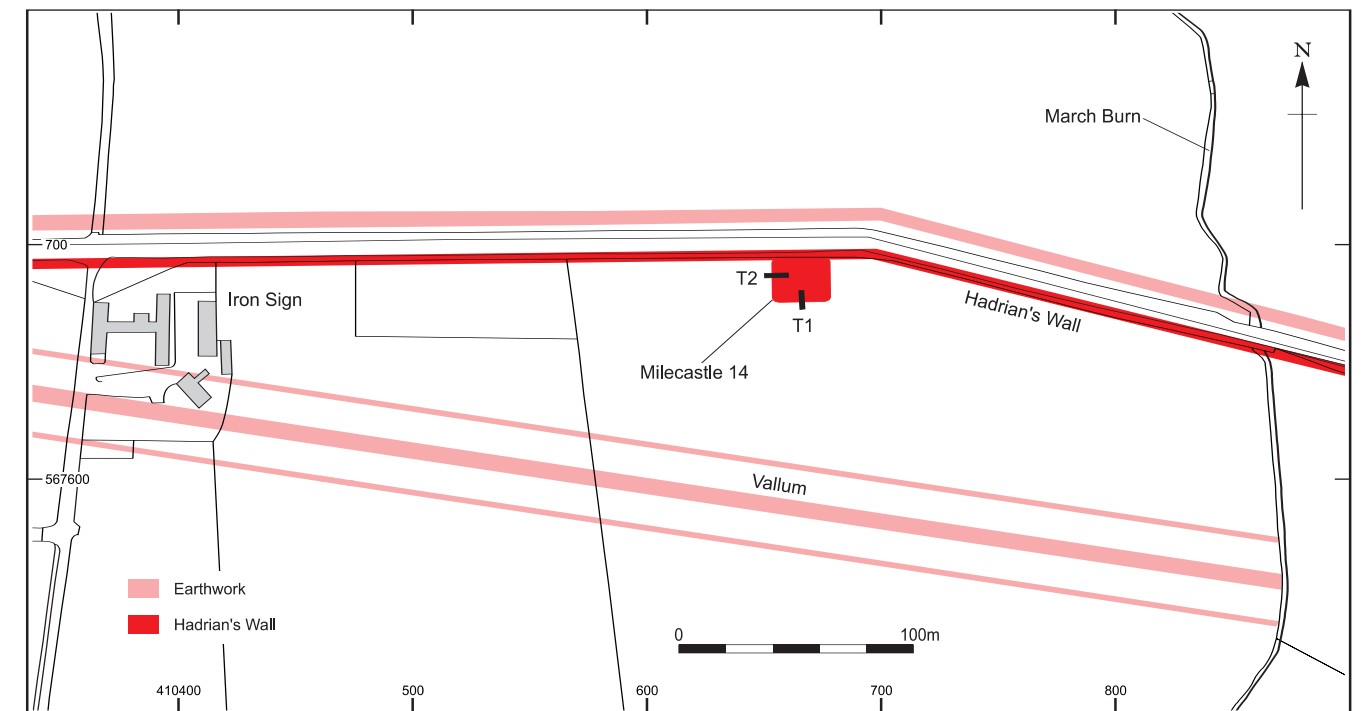 N
March Burn
700
T2
Iron Sign
Hadrian's Wall
T1
Milecastle 14
567600
Vallum
Earthwork
Hadrian's Wall
0 100m
410400 500 600 700 800